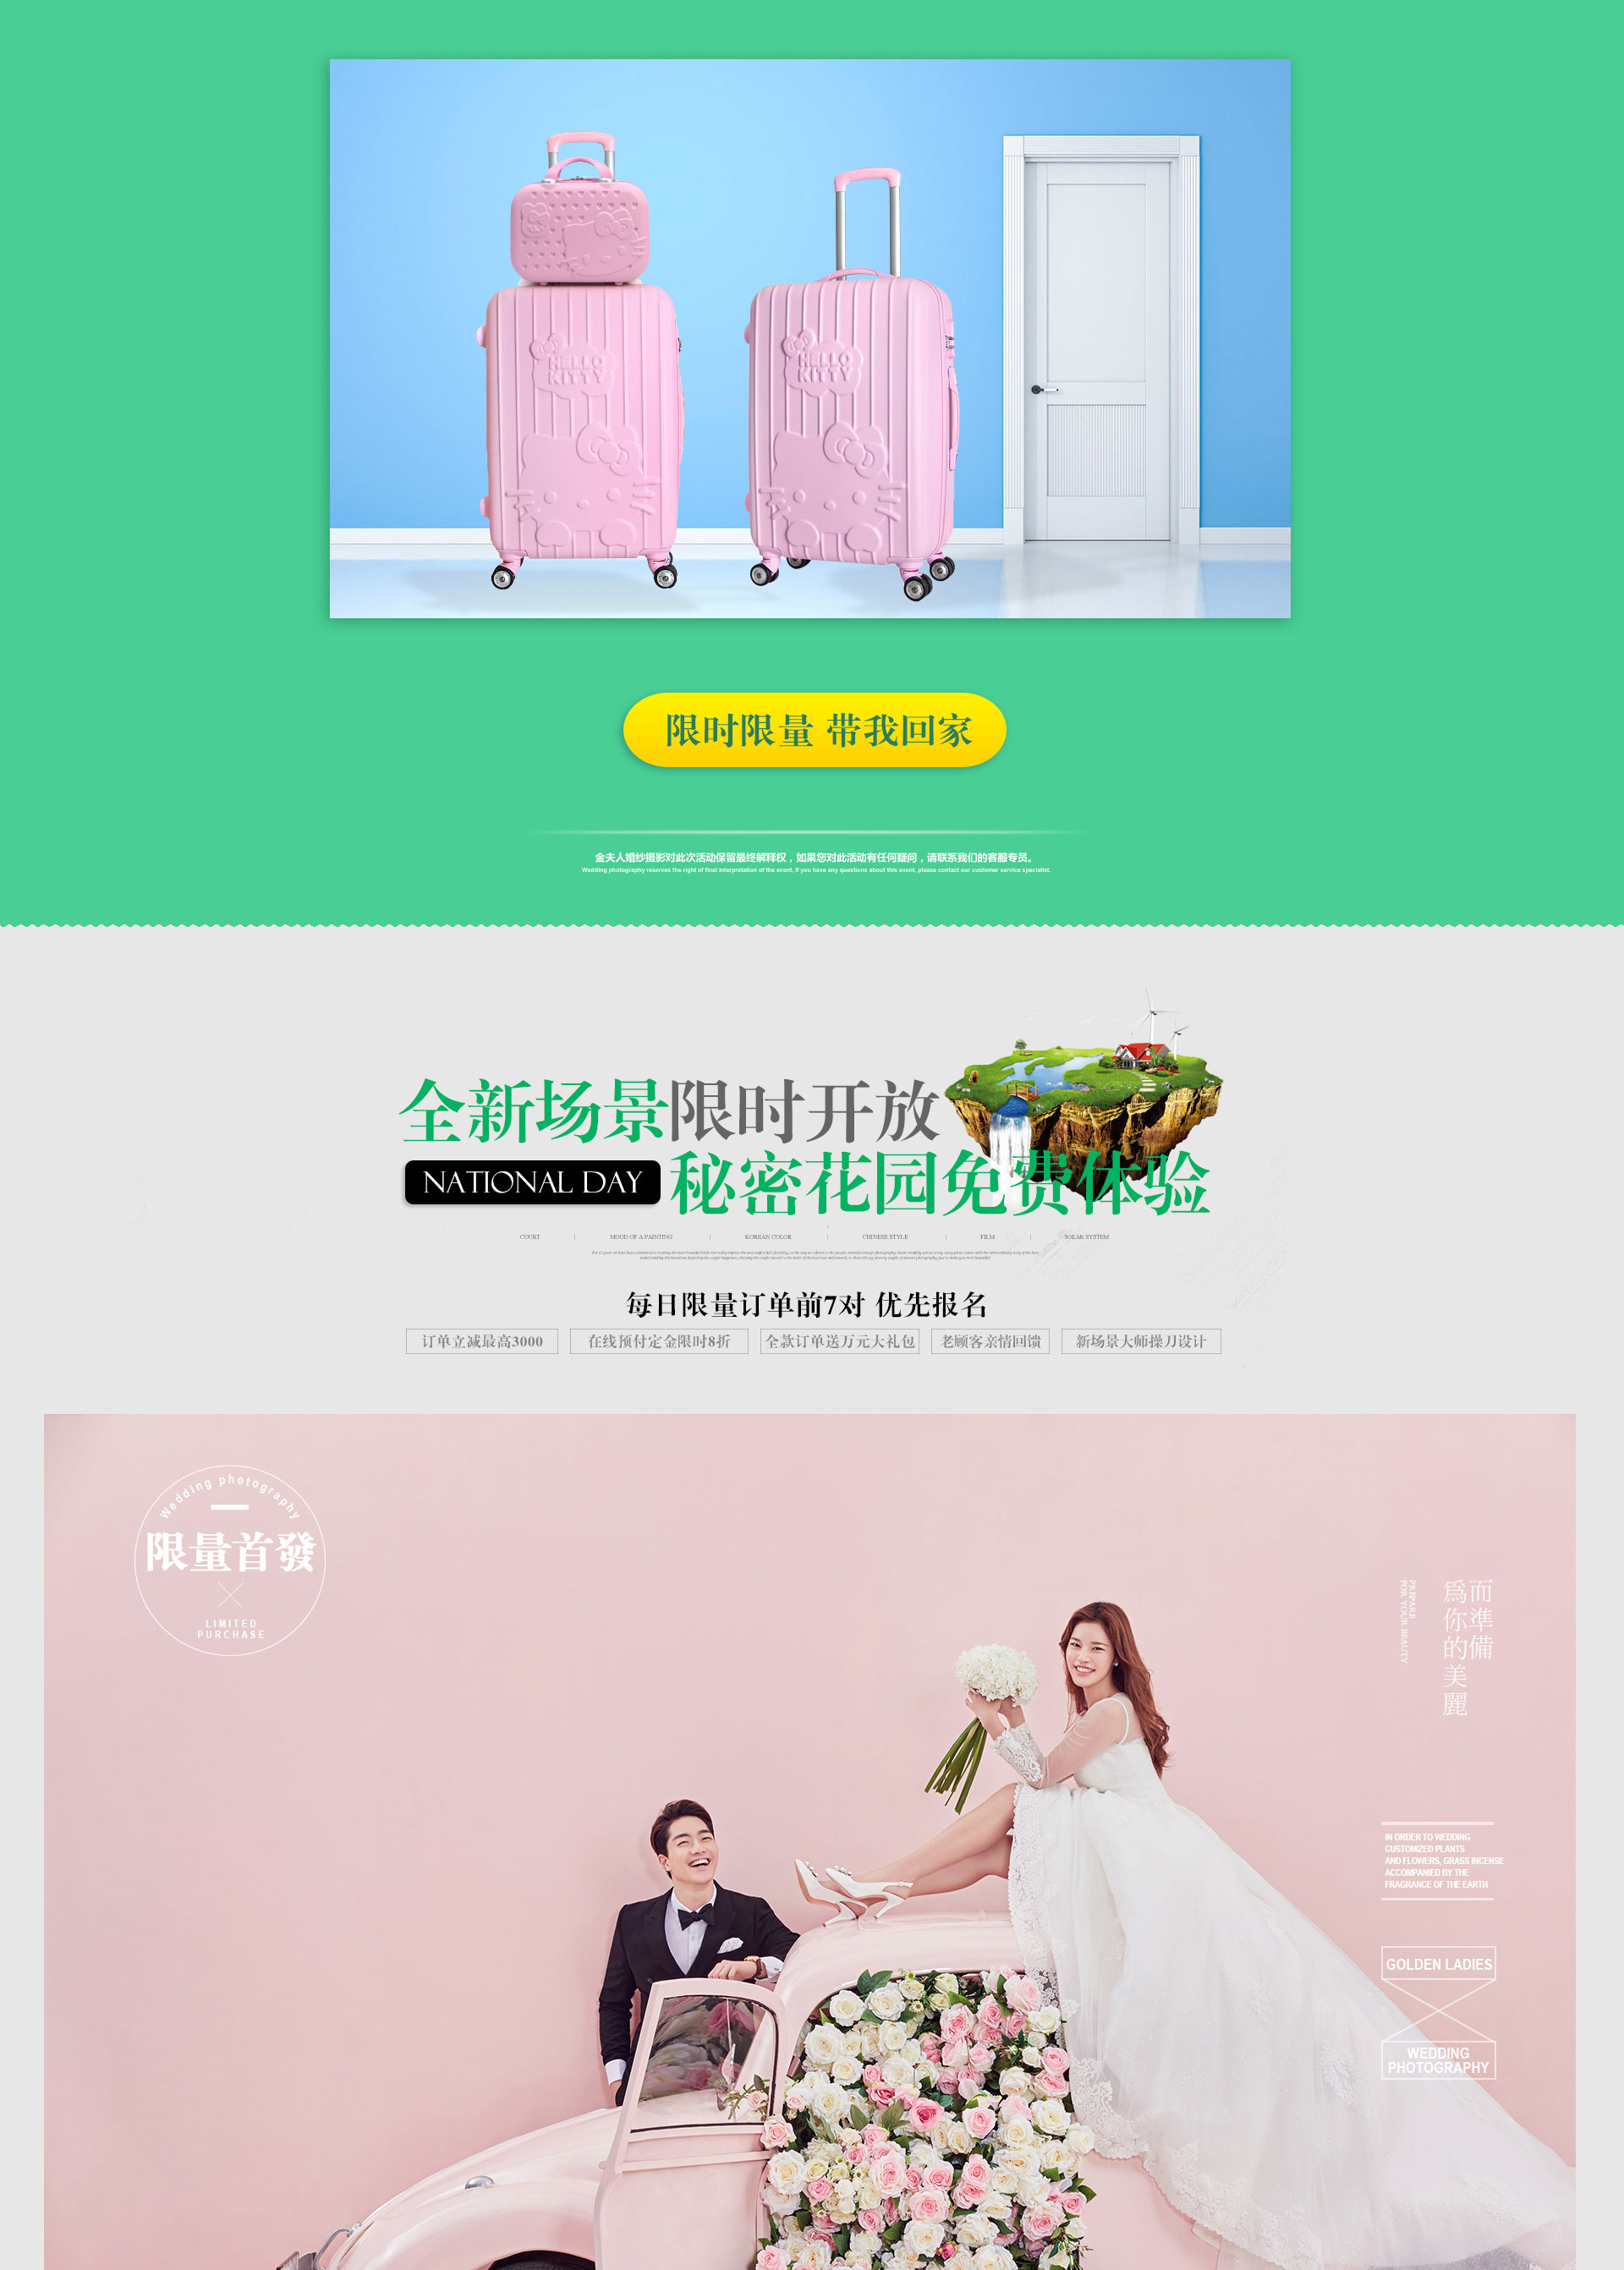 HELLO
KITTY
HELLO
KITTY
限时限量 带我回家
金夫人婚纱摄影对此次活动保留最终解释权，如果您对此活动有任何疑问，请联系我们的客服专员。
Wedding photography reserves the right of final interpretation of the event, if you have any questions about this event, please contact our customer service specialist.
全新场景限时开放
NATIONAL DAY 秘密花园免费体验
COURT | MOOD OF A PAINTING | KOREAN COLOR | CHINESE STYLE | FILM | SOLAR SYSTEM
每日限量订单前7对 优先报名
订单立减最高3000 在线预付定金限时8折 全款订单送万元大礼包 老顾客亲情回馈 新场景大师操刀设计
Wedding photography
限量首發
LIMITED
PURCHASE
為你的美麗
而準備
PREPARE
FOR YOUR BEAUTY
IN ORDER TO WEDDING
CUSTOMIZED PLANTS
AND FLOWERS, GRASS INCENSE
ACCOMPANIED BY THE
FRAGRANCE OF THE EARTH
GOLDEN LADIES
WEDDING
PHOTOGRAPHY